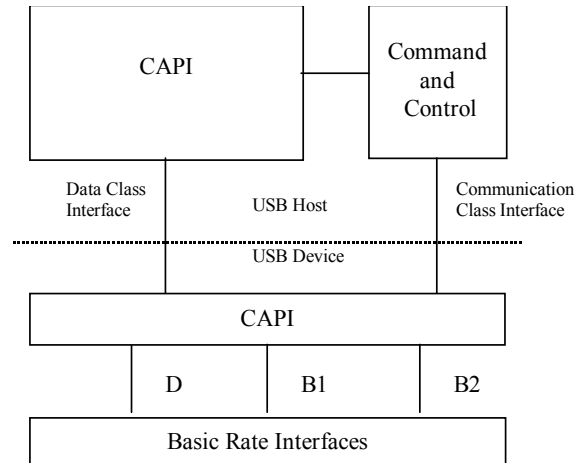 CAPI
Command
and
Control
Data Class
Interface
USB Host
Communication
Class Interface
USB Device
CAPI
D
B1
B2
Basic Rate Interfaces